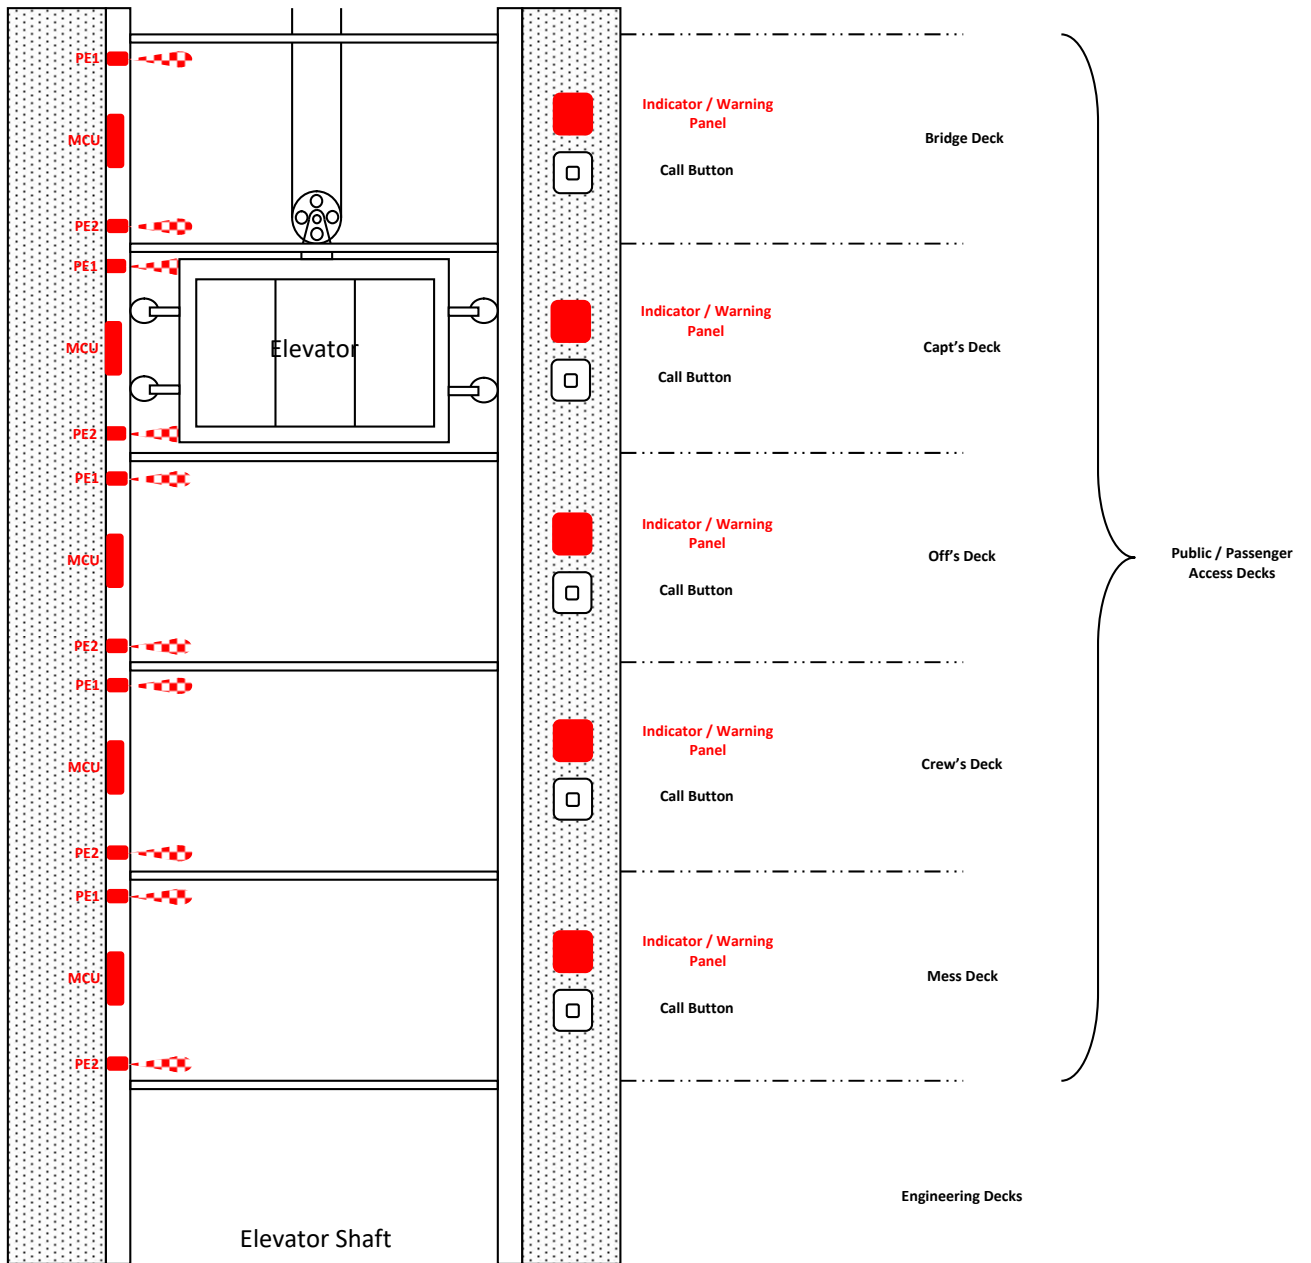 PE1
Indicator / Warning
Panel
MCU
Bridge Deck
Call Button
PE2
PE1
Indicator / Warning
Panel
MCU
Elevator
Capt's Deck
Call Button
PE2
PE1
Indicator / Warning
Panel
MCU
Off's Deck
Public / Passenger
Access Decks
Call Button
PE2
PE1
Indicator / Warning
Panel
MCU
Crew's Deck
Call Button
PE2
PE1
Indicator / Warning
Panel
MCU
Mess Deck
Call Button
PE2
Engineering Decks
Elevator Shaft